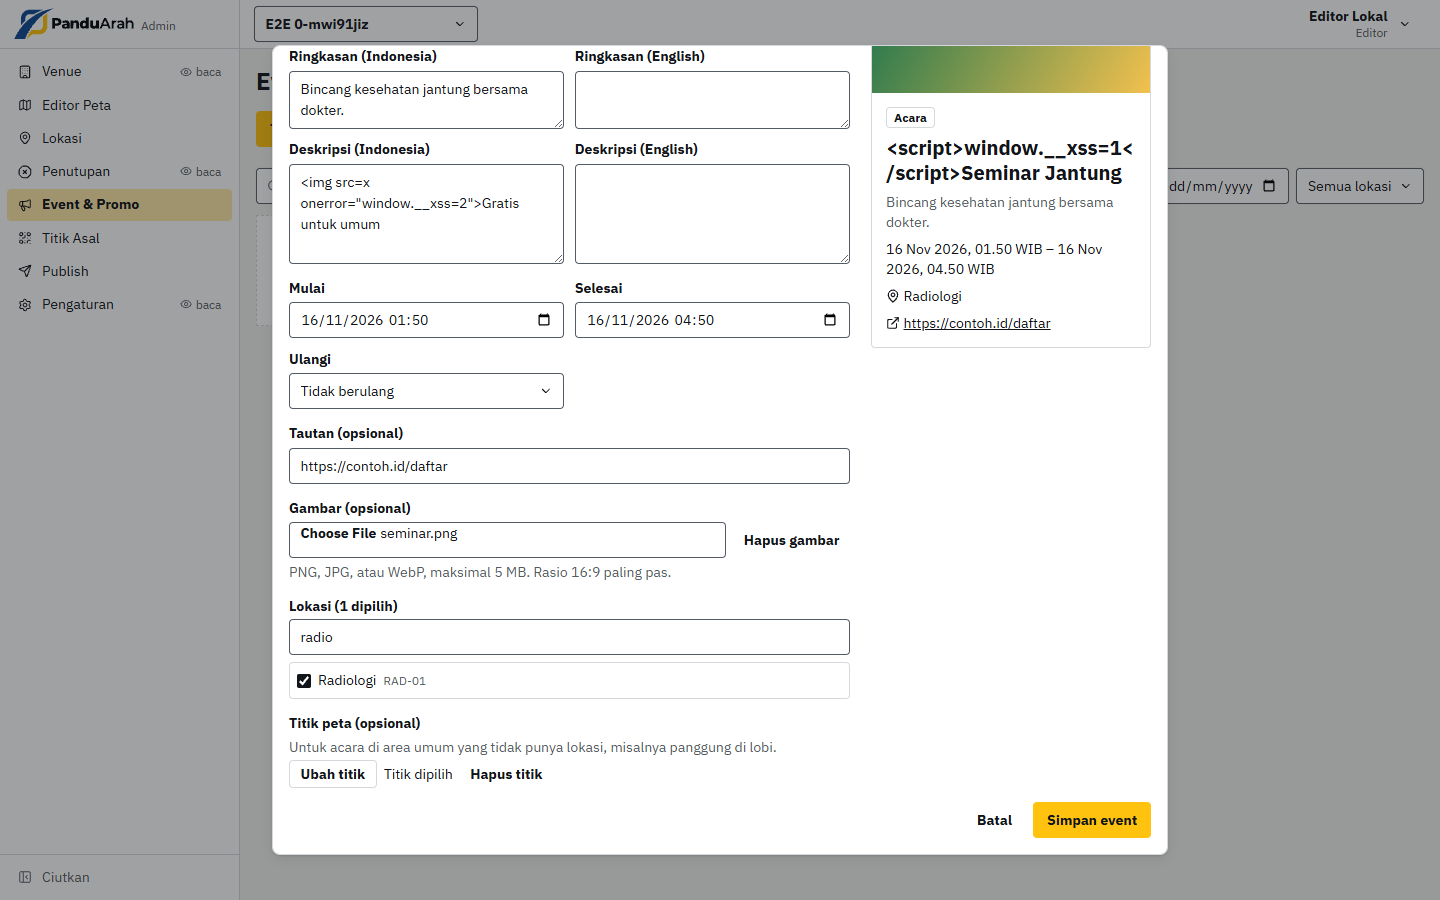 PanduArah Admin
E2E 0-mwi91jiz
Editor Lokal
Editor
Venue
baca
Editor Peta
Lokasi
Penutupan
baca
Event & Promo
Titik Asal
Publish
Pengaturan
baca
Ciutkan
dd/mm/yyyy
Semua lokasi
Ringkasan (Indonesia)
Ringkasan (English)
Bincang kesehatan jantung bersama
dokter.
Deskripsi (Indonesia)
Deskripsi (English)
<img src=x
onerror="window.__xss=2">Gratis
untuk umum
Mulai
Selesai
16/11/2026 01:50
16/11/2026 04:50
Ulangi
Tidak berulang
Tautan (opsional)
https://contoh.id/daftar
Gambar (opsional)
Choose File seminar.png
Hapus gambar
PNG, JPG, atau WebP, maksimal 5 MB. Rasio 16:9 paling pas.
Lokasi (1 dipilih)
radio
Radiologi RAD-01
Titik peta (opsional)
Untuk acara di area umum yang tidak punya lokasi, misalnya panggung di lobi.
Ubah titik
Titik dipilih
Hapus titik
Batal
Simpan event
Acara
<script>window.__xss=1<
/script>Seminar Jantung
Bincang kesehatan jantung bersama
dokter.
16 Nov 2026, 01.50 WIB – 16 Nov
2026, 04.50 WIB
Radiologi
https://contoh.id/daftar